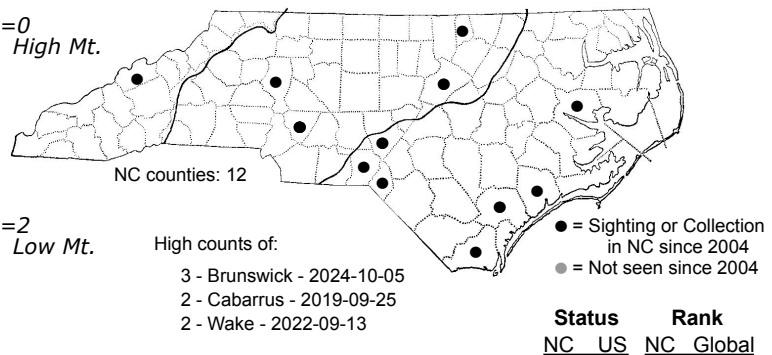 =0
High Mt.
NC counties: 12
=2
Low Mt.
High counts of:
3 - Brunswick - 2024-10-05
2 - Cabarrus - 2019-09-25
2 - Wake - 2022-09-13
● = Sighting or Collection
in NC since 2004
● = Not seen since 2004
Status Rank
NC US NC Global